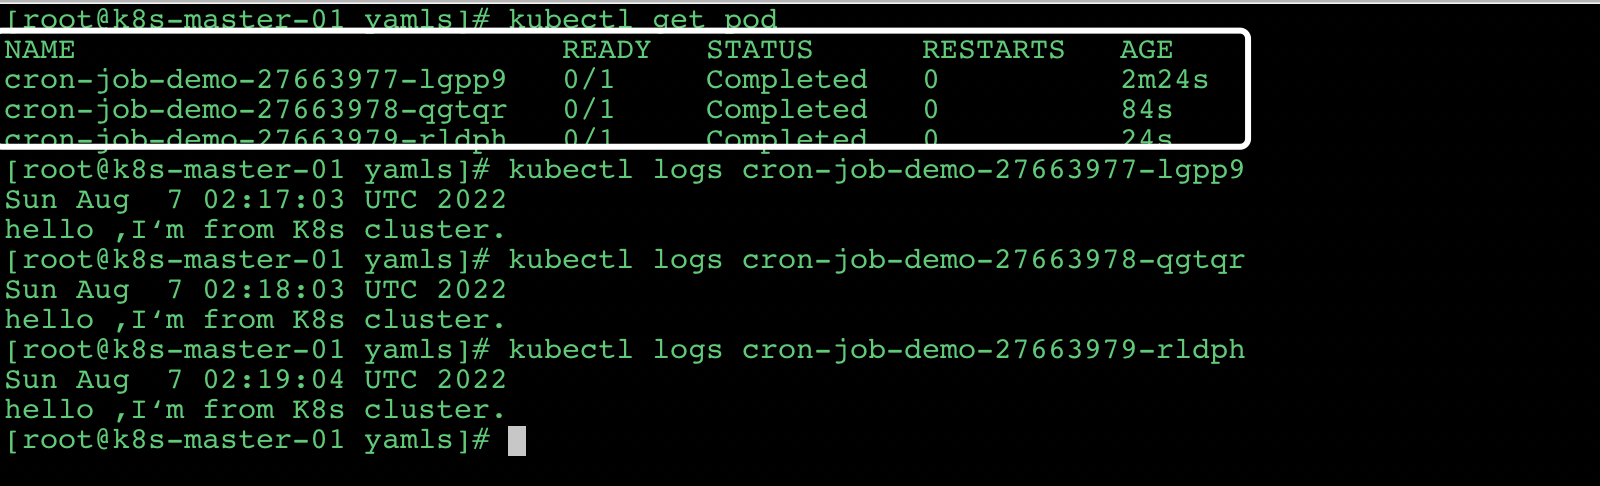 [root@k8s-master-01 yamls]# kubectl get pod
NAME                           READY   STATUS      RESTARTS   AGE
cron-job-demo-27663977-lgpp9   0/1     Completed   0          2m24s
cron-job-demo-27663978-qgtqr   0/1     Completed   0          84s
cron-job-demo-27663979-rldph   0/1     Completed   0          24s
[root@k8s-master-01 yamls]# kubectl logs cron-job-demo-27663977-lgpp9
Sun Aug  7 02:17:03 UTC 2022
hello ,I‘m from K8s cluster.
[root@k8s-master-01 yamls]# kubectl logs cron-job-demo-27663978-qgtqr
Sun Aug  7 02:18:03 UTC 2022
hello ,I‘m from K8s cluster.
[root@k8s-master-01 yamls]# kubectl logs cron-job-demo-27663979-rldph
Sun Aug  7 02:19:04 UTC 2022
hello ,I‘m from K8s cluster.
[root@k8s-master-01 yamls]#